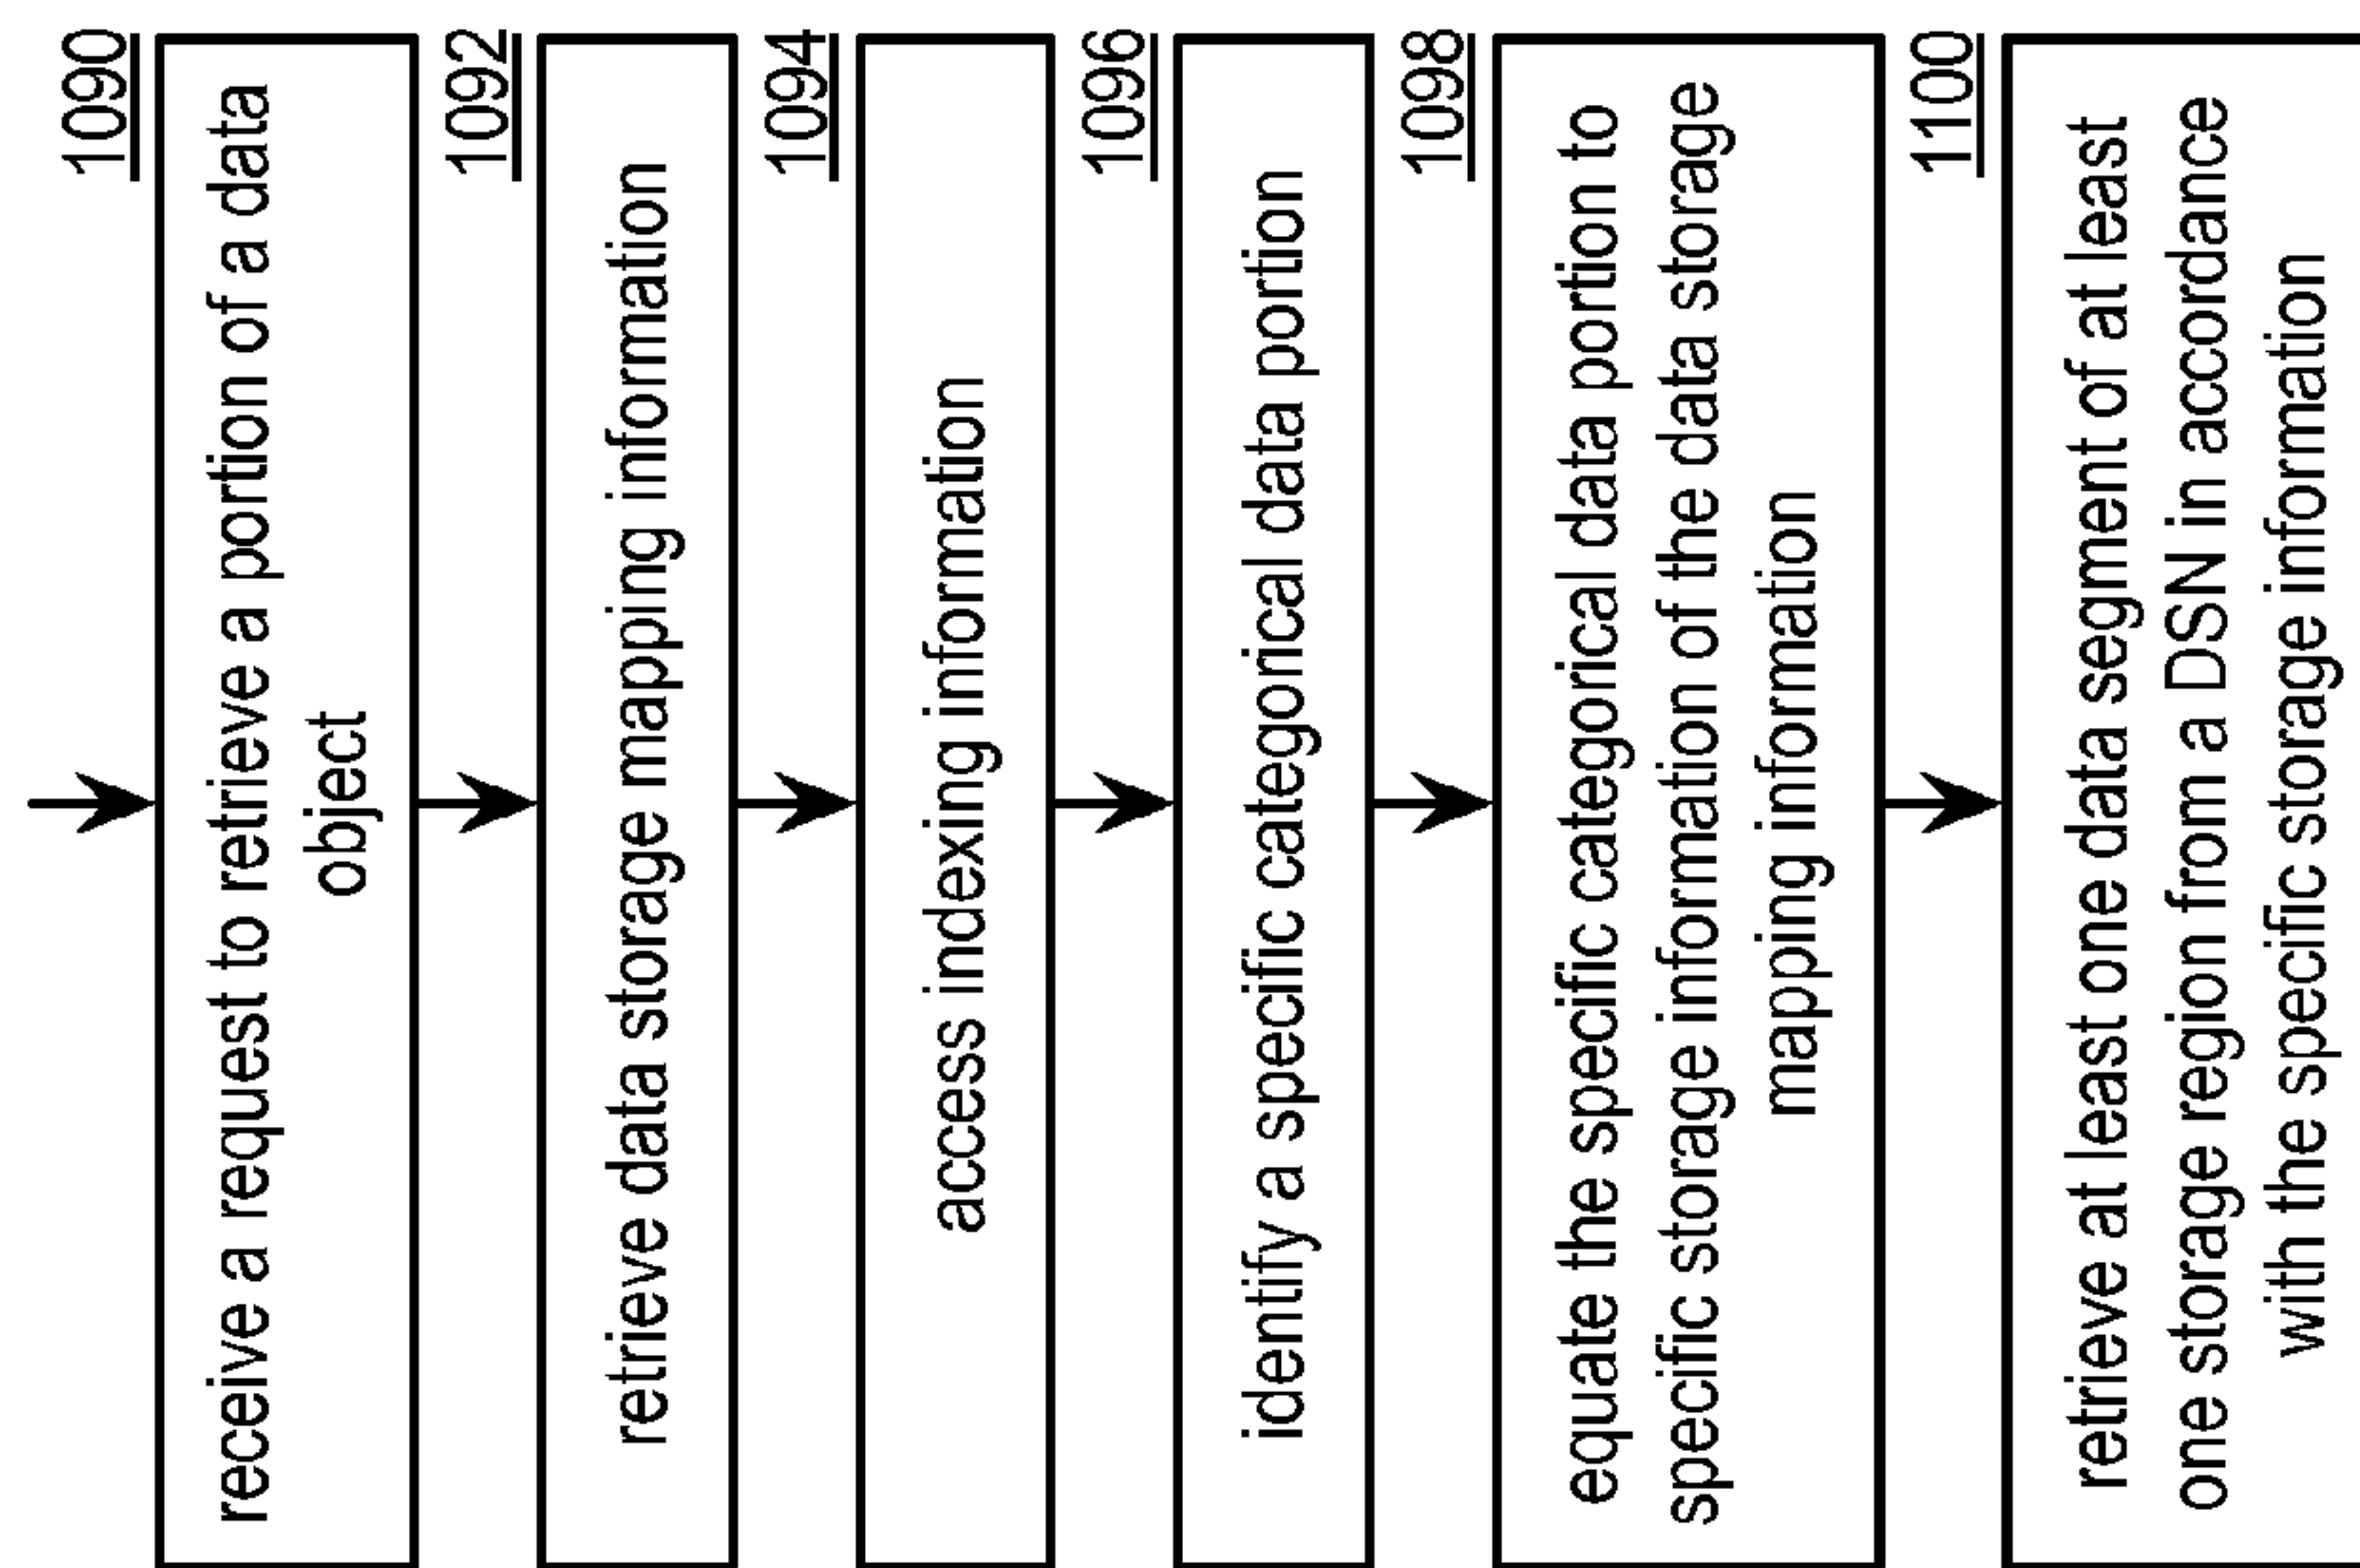 1090
receive a request to retrieve a portion of a data
object
1092
retrieve data storage mapping information
1094
access indexing information
1096
identify a specific categorical data portion
1098
equate the specific categorical data portion to
specific storage information of the data storage
mapping information
1100
retrieve at least one data segment of at least
one storage region from a DSN in accordance
with the specific storage information